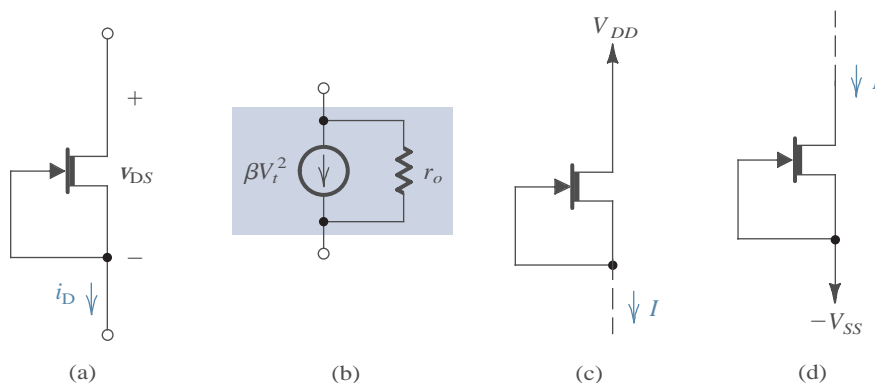 +
v_DS
−
i_D
(a)
βV_t^2
r_o
(b)
V_DD
I
(c)
−V_SS
(d)